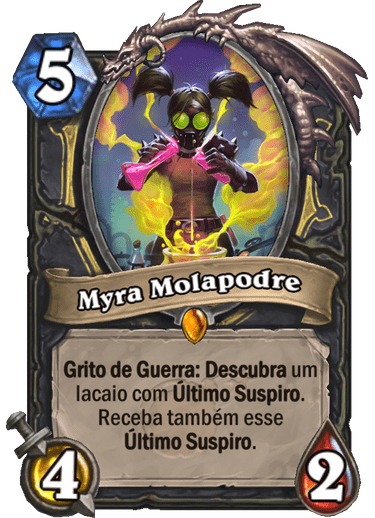 5
Myra Molapodre
Grito de Guerra: Descubra um
lacaio com Último Suspiro.
Receba também esse
Último Suspiro.
4
2